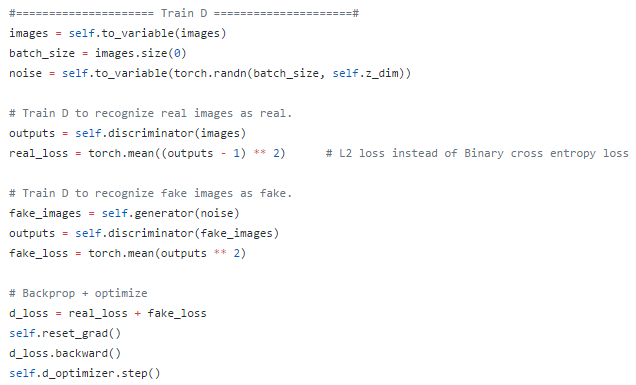 #===================== Train D =====================#
images = self.to_variable(images)
batch_size = images.size(0)
noise = self.to_variable(torch.randn(batch_size, self.z_dim))
# Train D to recognize real images as real.
outputs = self.discriminator(images)
real_loss = torch.mean((outputs - 1) ** 2)      # L2 loss instead of Binary cross entropy loss
# Train D to recognize fake images as fake.
fake_images = self.generator(noise)
outputs = self.discriminator(fake_images)
fake_loss = torch.mean(outputs ** 2)
# Backprop + optimize
d_loss = real_loss + fake_loss
self.reset_grad()
d_loss.backward()
self.d_optimizer.step()